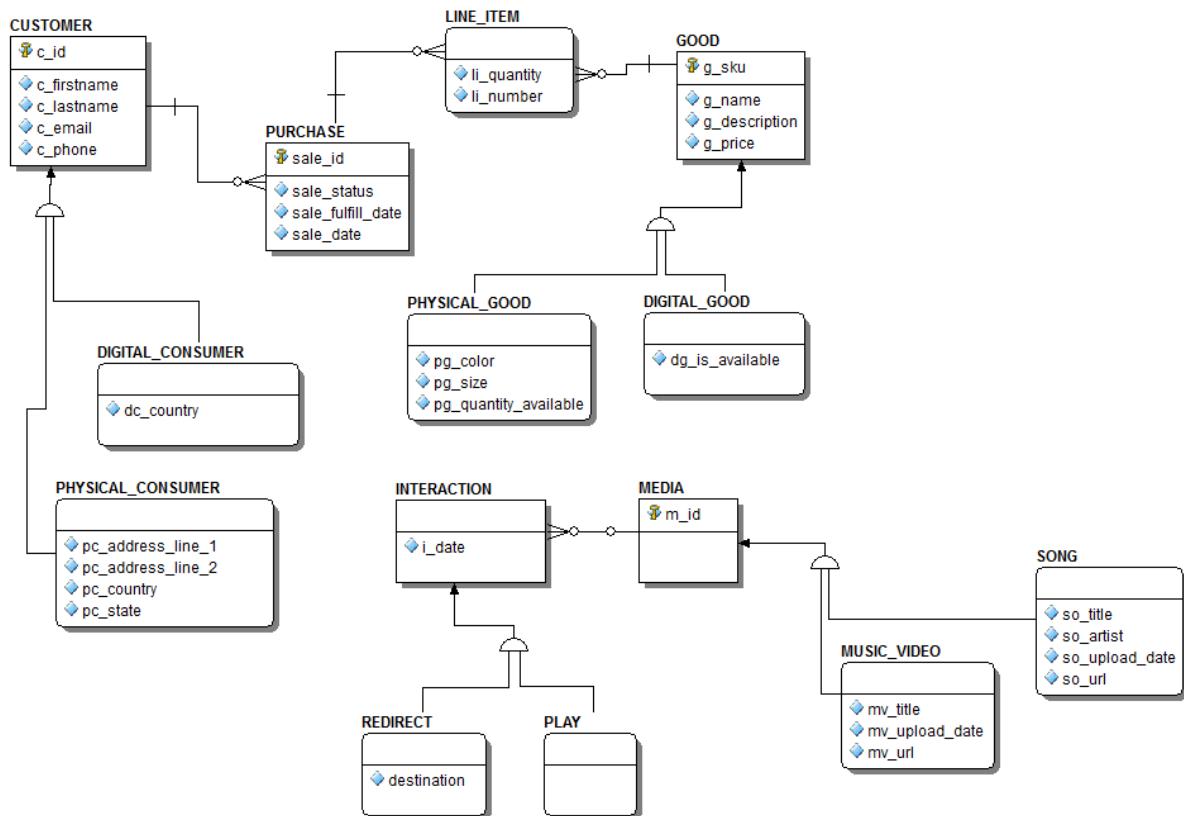 CUSTOMER
c_id
c_firstname
c_lastname
c_email
c_phone
LINE_ITEM
li_quantity
li_number
GOOD
g_sku
g_name
g_description
g_price
PURCHASE
sale_id
sale_status
sale_fulfill_date
sale_date
PHYSICAL_GOOD
pg_color
pg_size
pg_quantity_available
DIGITAL_GOOD
dg_is_available
DIGITAL_CONSUMER
dc_country
PHYSICAL_CONSUMER
pc_address_line_1
pc_address_line_2
pc_country
pc_state
INTERACTION
i_date
MEDIA
m_id
SONG
so_title
so_artist
so_upload_date
so_url
MUSIC_VIDEO
mv_title
mv_upload_date
mv_url
REDIRECT
destination
PLAY